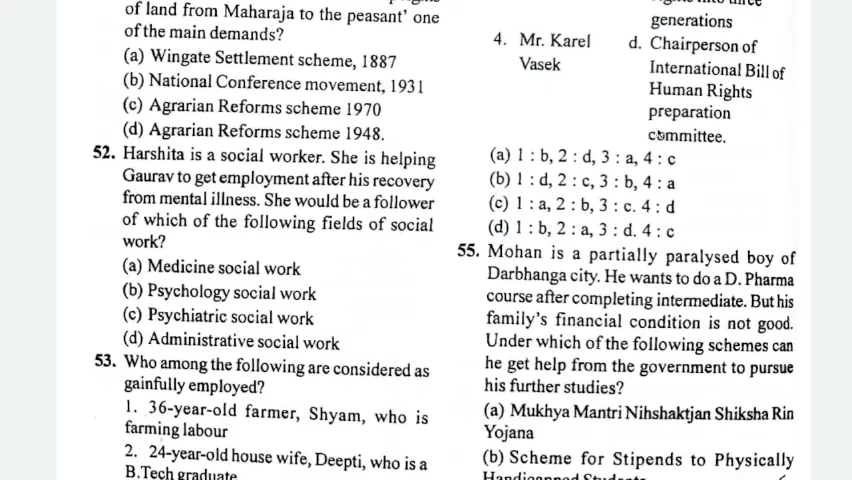 of land from Maharaja to the peasant' one
of the main demands?
(a) Wingate Settlement scheme, 1887
(b) National Conference movement, 1931
(c) Agrarian Reforms scheme 1970
(d) Agrarian Reforms scheme 1948.
52. Harshita is a social worker. She is helping
Gaurav to get employment after his recovery
from mental illness. She would be a follower
of which of the following fields of social
work?
(a) Medicine social work
(b) Psychology social work
(c) Psychiatric social work
(d) Administrative social work
53. Who among the following are considered as
gainfully employed?
1. 36-year-old farmer, Shyam, who is
farming labour
2. 24-year-old house wife, Deepti, who is a
B.Tech graduate
generations
4. Mr. Karel d. Chairperson of
Vasek International Bill of
Human Rights
preparation
committee.
(a) 1 : b, 2 : d, 3 : a, 4 : c
(b) 1 : d, 2 : c, 3 : b, 4 : a
(c) 1 : a, 2 : b, 3 : c. 4 : d
(d) 1 : b, 2 : a, 3 : d. 4 : c
55. Mohan is a partially paralysed boy of
Darbhanga city. He wants to do a D. Pharma
course after completing intermediate. But his
family's financial condition is not good.
Under which of the following schemes can
he get help from the government to pursue
his further studies?
(a) Mukhya Mantri Nihshaktjan Shiksha Rin
Yojana
(b) Scheme for Stipends to Physically
Handicapped Students